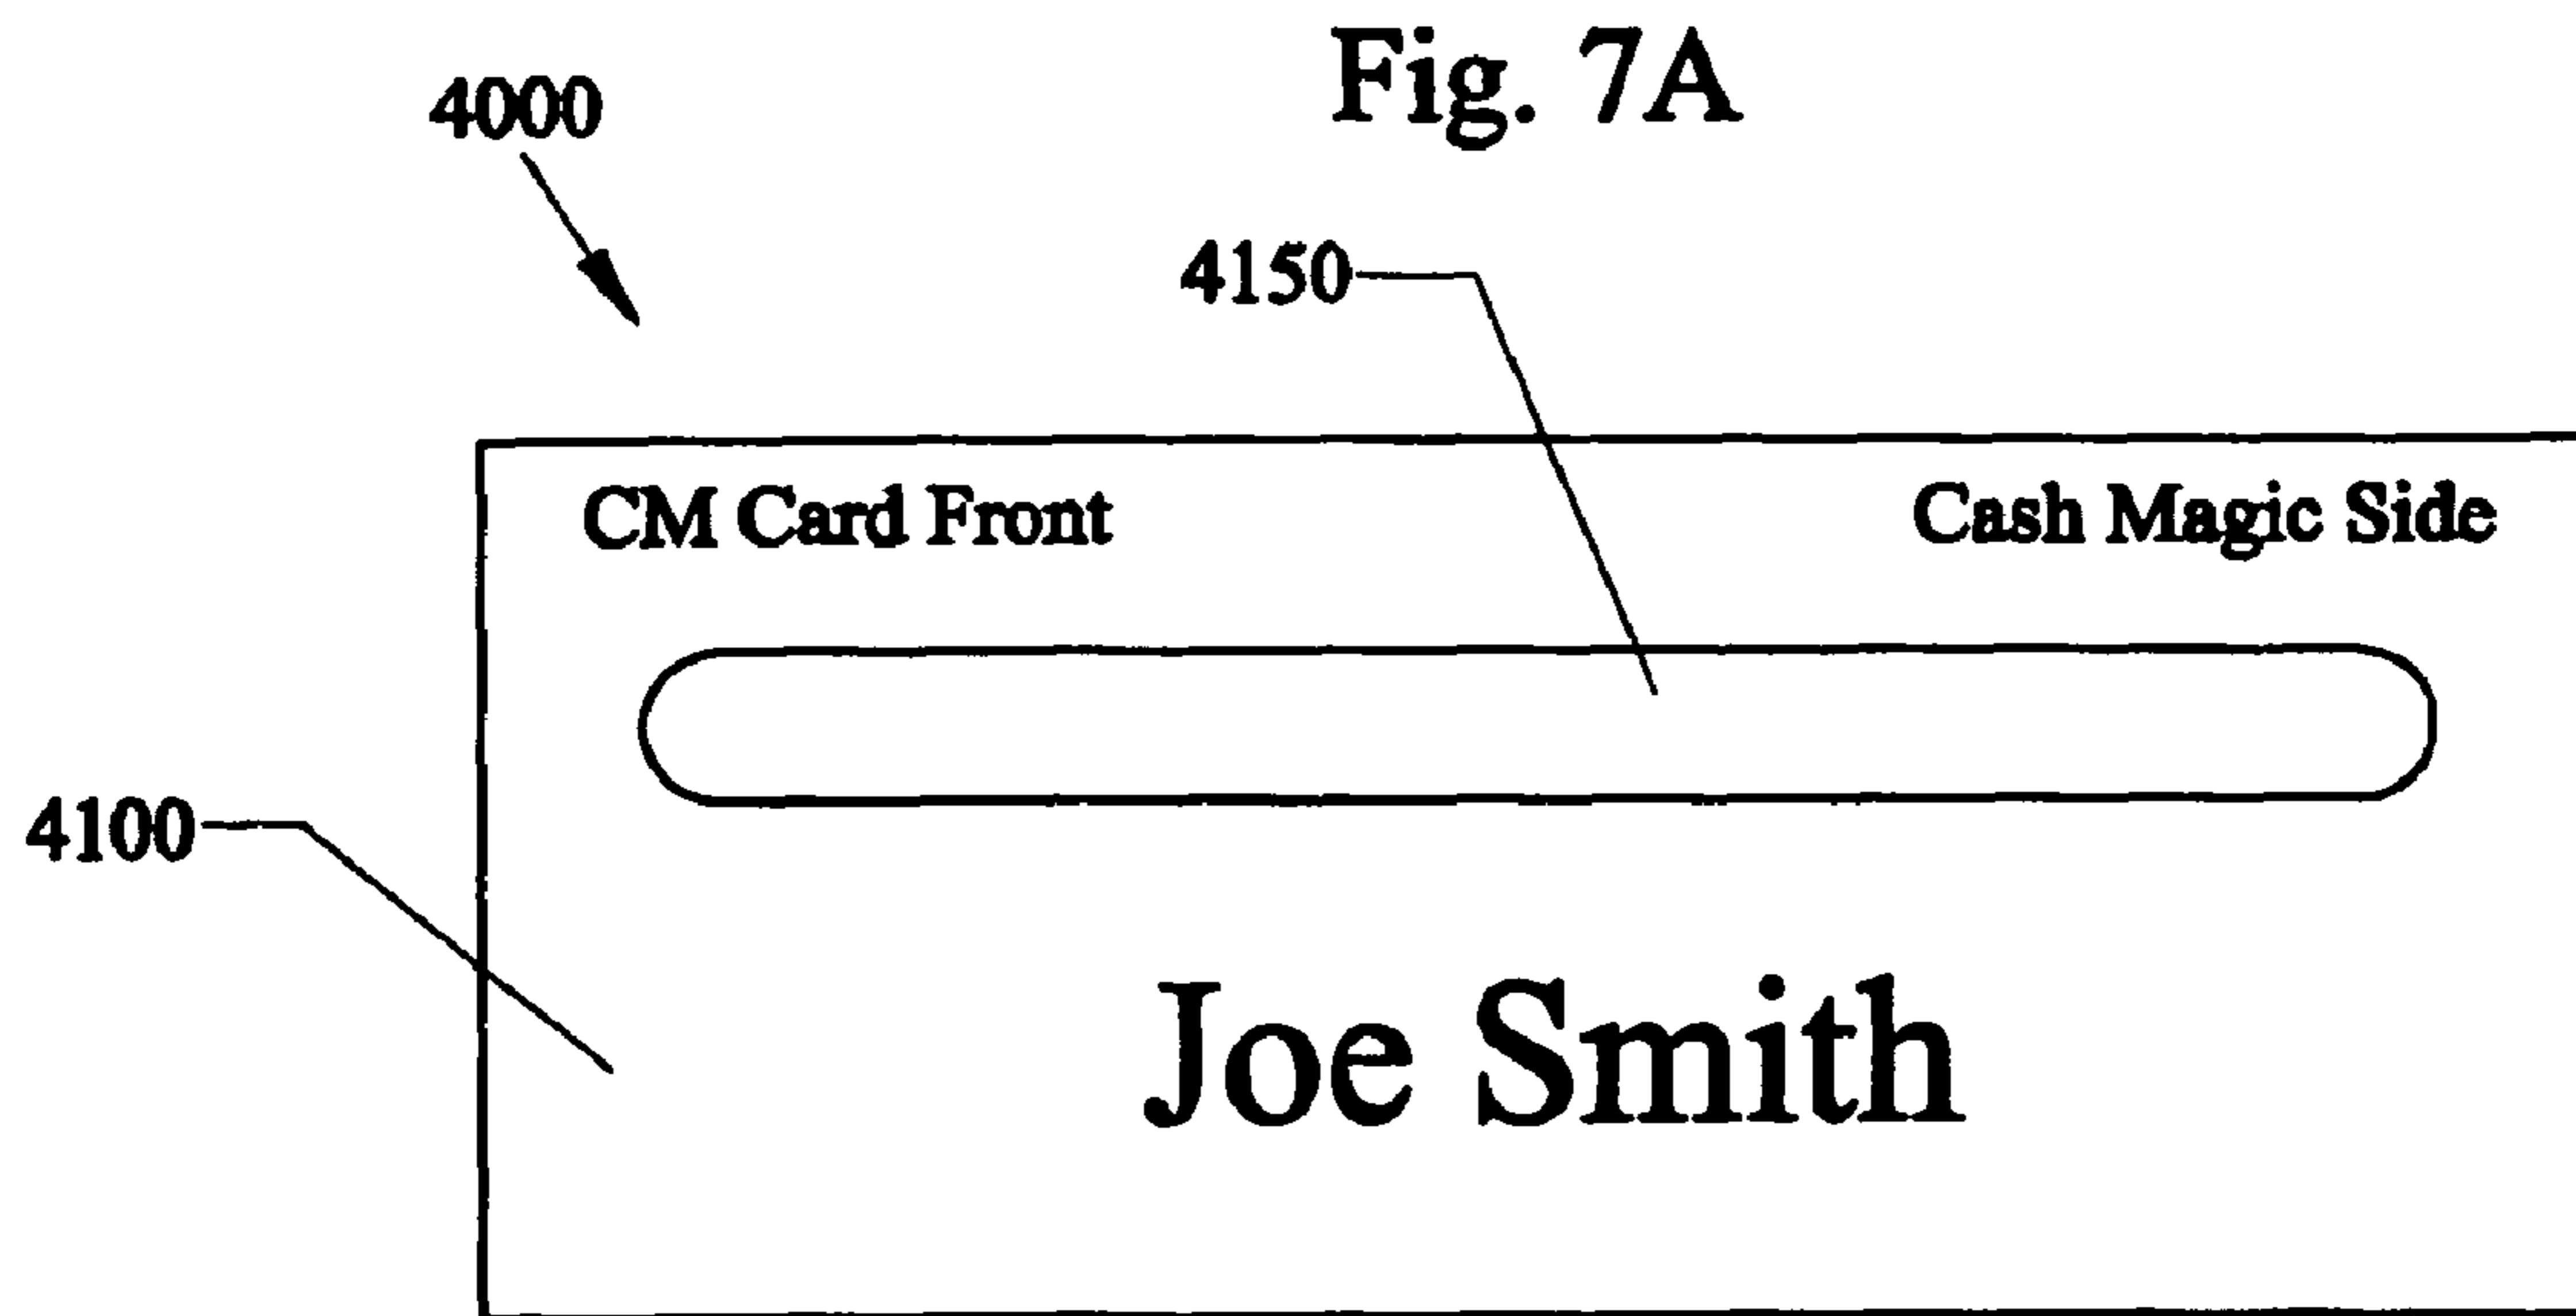 Fig. 7A
4000
4150
CM Card Front Cash Magic Side
4100
Joe Smith